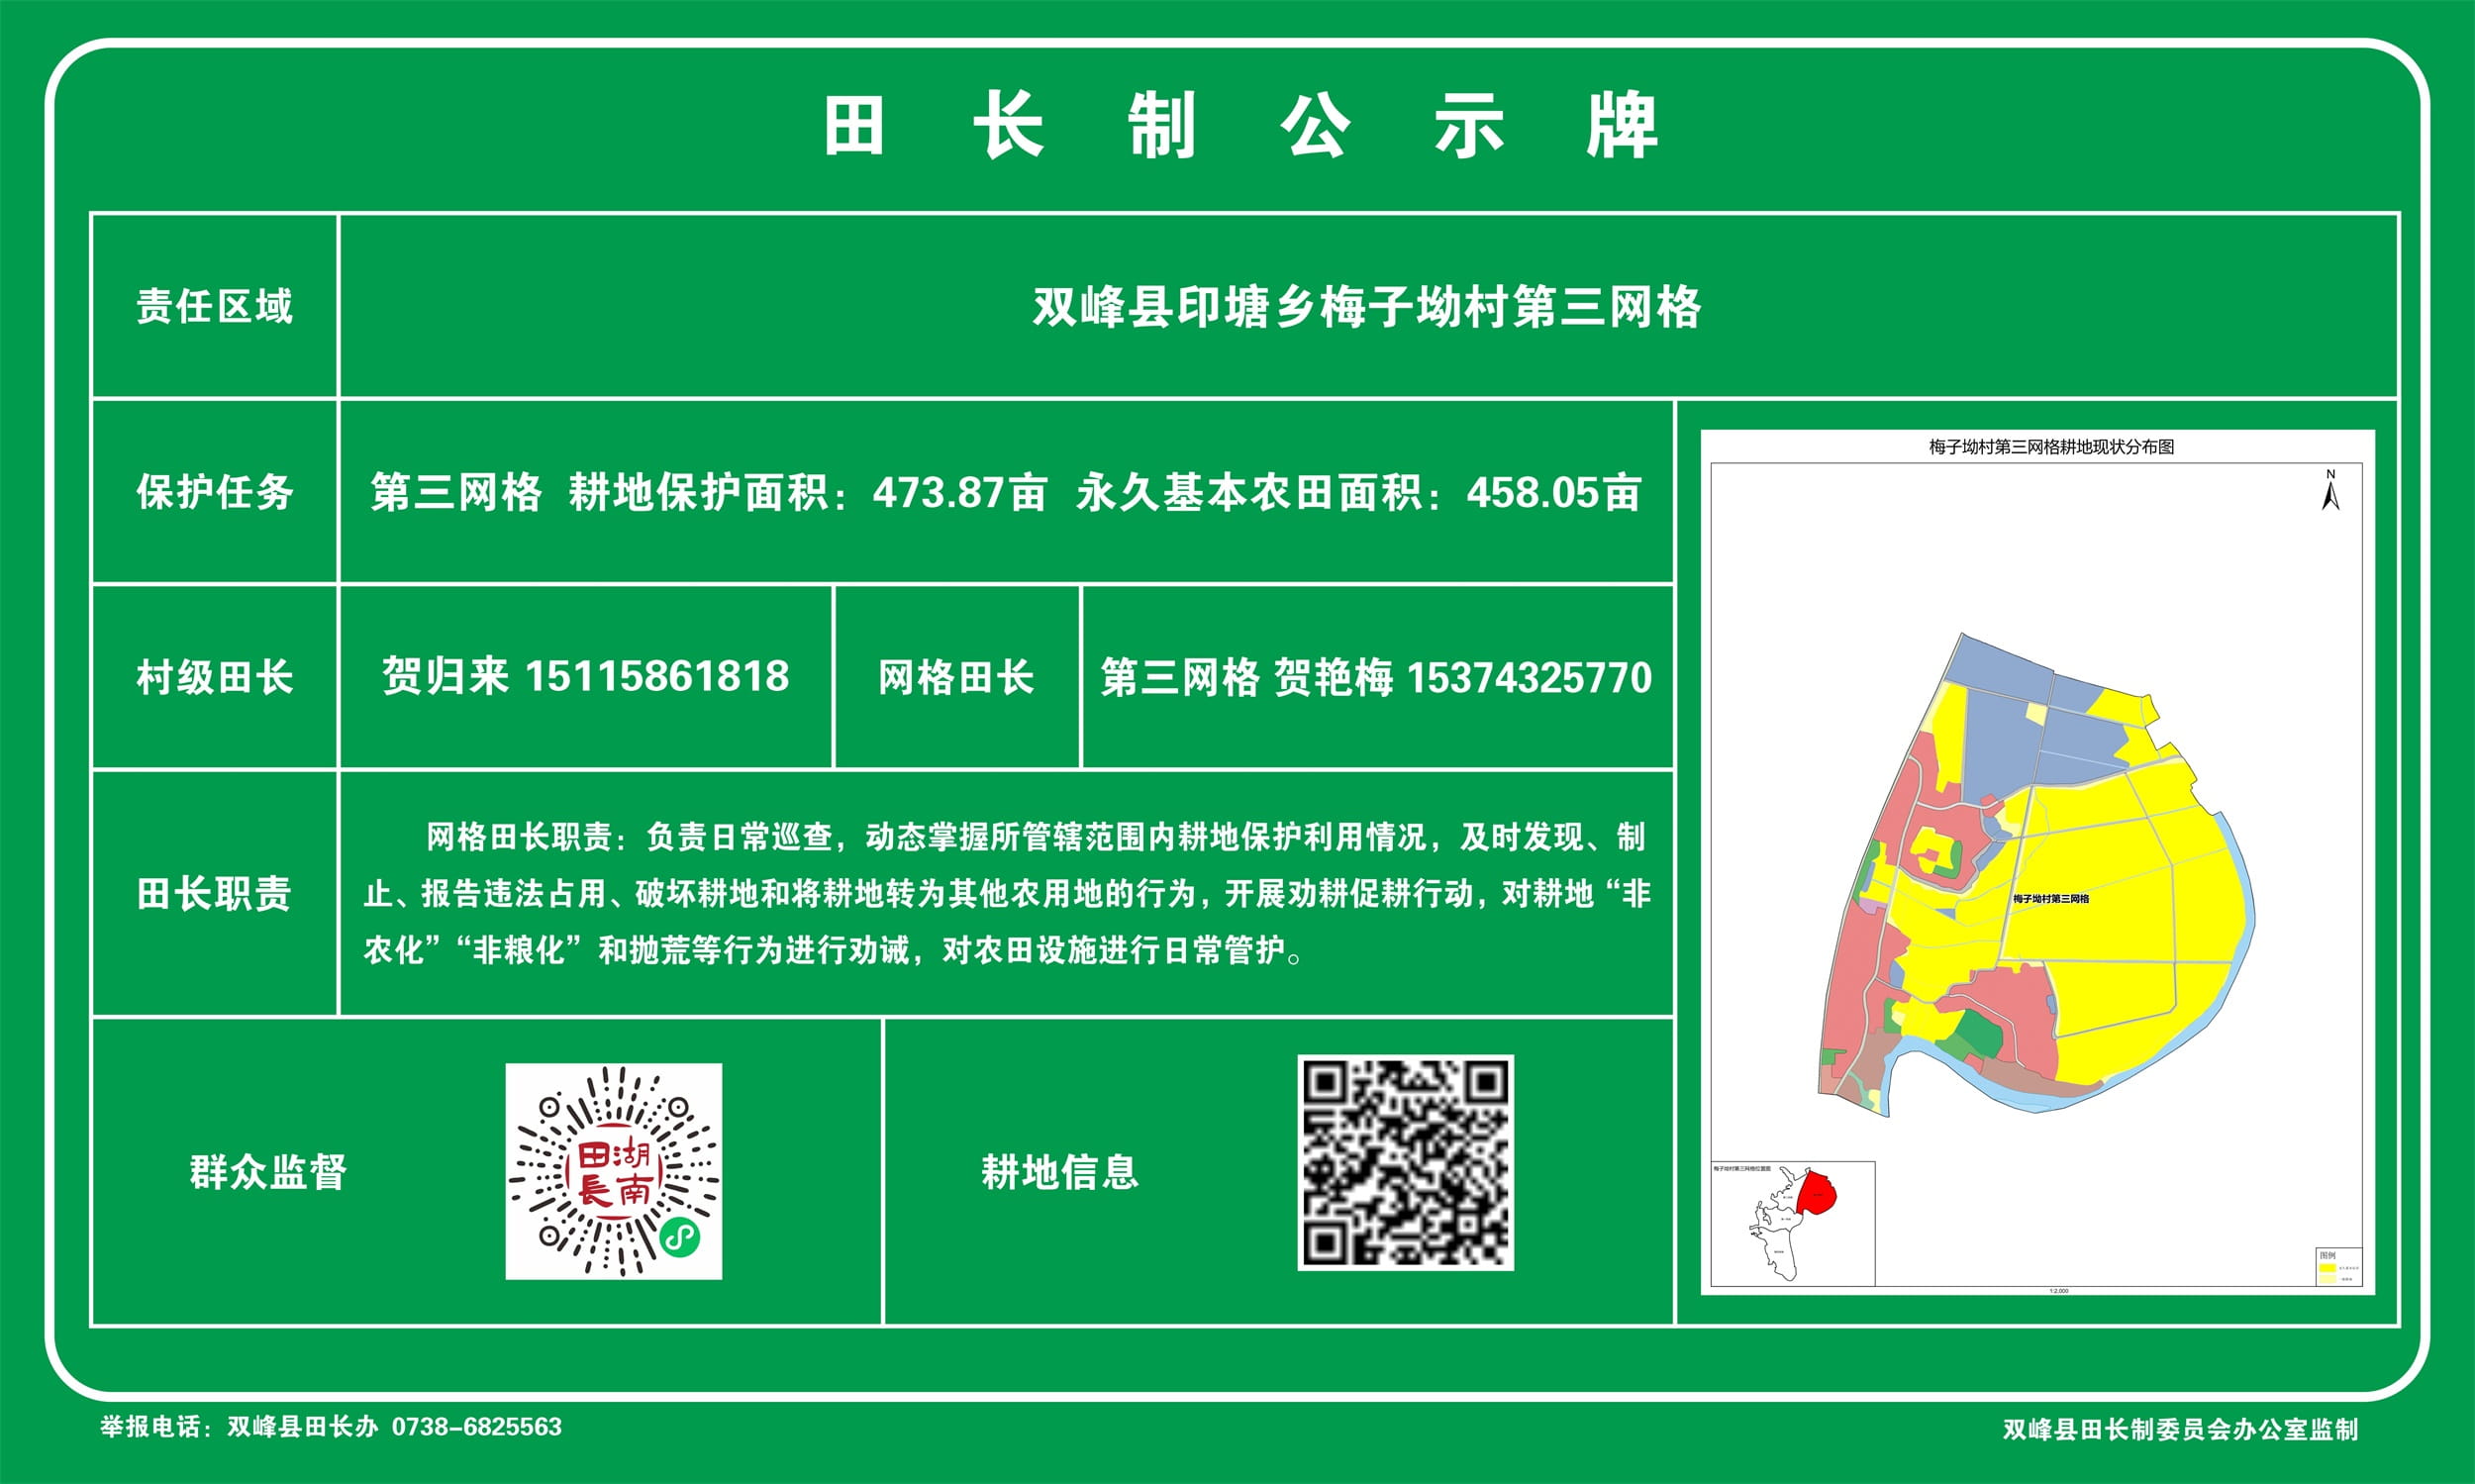 田长制公示牌
责任区域
双峰县印塘乡梅子坳村第三网格
保护任务
第三网格 耕地保护面积：473.87亩 永久基本农田面积：458.05亩
村级田长
贺归来 15115861818
网格田长
第三网格 贺艳梅 15374325770
田长职责
网格田长职责：负责日常巡查，动态掌握所管辖范围内耕地保护利用情况，及时发现、制
止、报告违法占用、破坏耕地和将耕地转为其他农用地的行为，开展劝耕促耕行动，对耕地“非
农化”“非粮化”和抛荒等行为进行劝诫，对农田设施进行日常管护。
群众监督
湖南
田長
耕地信息
梅子坳村第三网格耕地现状分布图
N
梅子坳村第三网格
梅子坳村第三网格位置图
图例
1:2,000
举报电话：双峰县田长办 0738-6825563
双峰县田长制委员会办公室监制